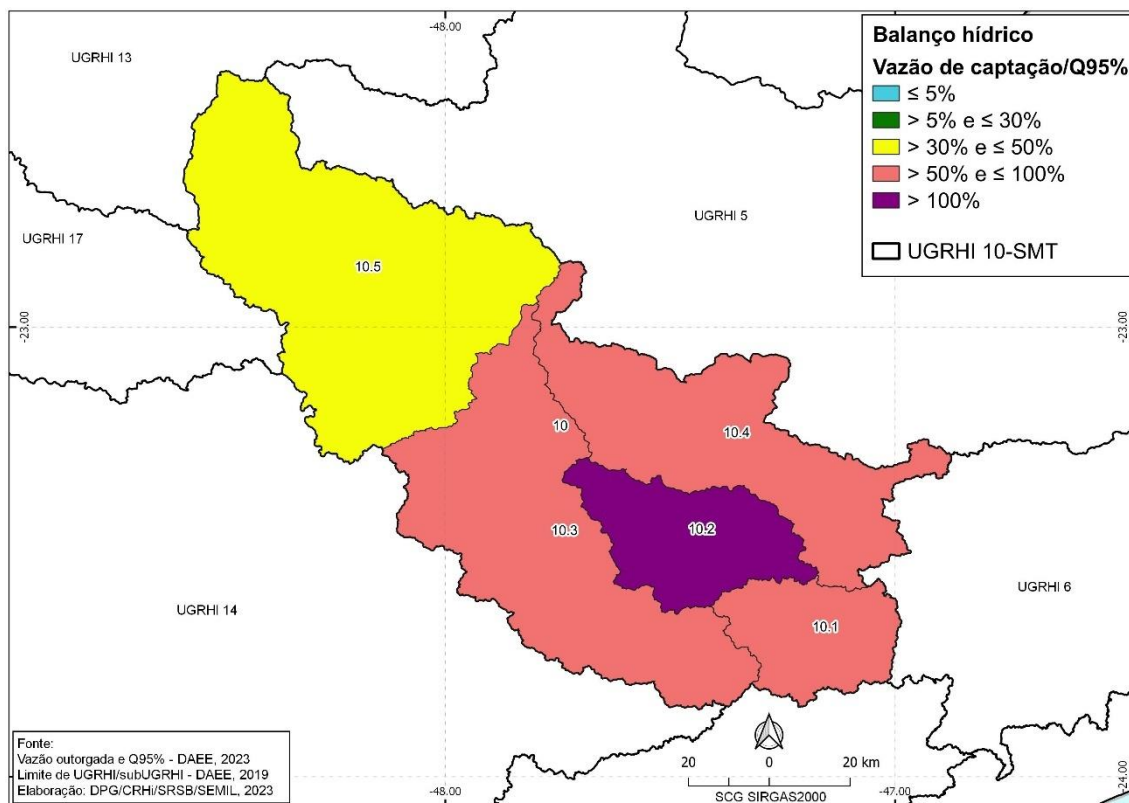 -48.00
UGRHI 13
Balanço hídrico
Vazão de captação/Q95%
≤ 5%
> 5% e ≤ 30%
> 30% e ≤ 50%
> 50% e ≤ 100%
> 100%
UGRHI 10-SMT
UGRHI 5
UGRHI 17
10.5
-23.00
-23.00
10
10.4
10.3
10.2
UGRHI 6
UGRHI 14
10.1
Fonte:
Vazão outorgada e Q95% - DAEE, 2023
Limite de UGRHI/subUGRHI - DAEE, 2019
Elaboração: DPG/CRHi/SRSB/SEMIL, 2023
20 0 20 km
SCG SIRGAS2000
-48.00
-47.00
-24.00